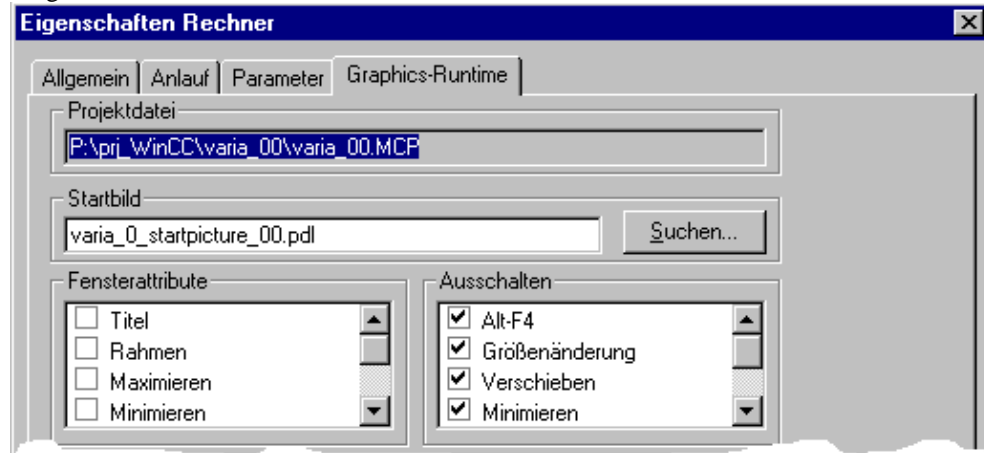 Eigenschaften Rechner
Allgemein Anlauf Parameter Graphics-Runtime
Projektdatei
P:\prj_WinCC\varia_00\varia_00.MCP
Startbild
varia_0_startpicture_00.pdl Suchen...
Fensterattribute Ausschalten
Titel Alt-F4
Rahmen Größenänderung
Maximieren Verschieben
Minimieren Minimieren